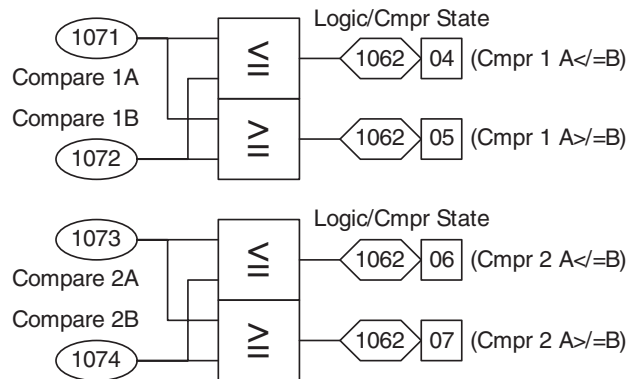 Logic/Cmpr State
1071
≤
1062 04 (Cmpr 1 A</=B)
Compare 1A
Compare 1B
≥
1062 05 (Cmpr 1 A>/=B)
1072
Logic/Cmpr State
1073
≤
1062 06 (Cmpr 2 A</=B)
Compare 2A
Compare 2B
≥
1062 07 (Cmpr 2 A>/=B)
1074